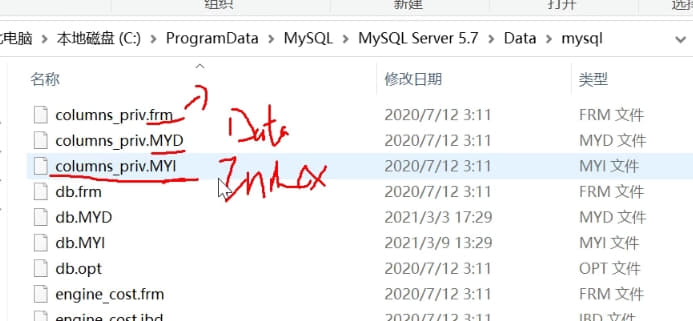 组织
新建
打开
选择
此电脑 > 本地磁盘 (C:) > ProgramData > MySQL > MySQL Server 5.7 > Data > mysql
名称 修改日期 类型
columns_priv.frm 2020/7/12 3:11 FRM 文件
columns_priv.MYD Data 2020/7/12 3:11 MYD 文件
columns_priv.MYI Index 2020/7/12 3:11 MYI 文件
db.frm 2020/7/12 3:11 FRM 文件
db.MYD 2021/3/3 17:29 MYD 文件
db.MYI 2021/3/9 13:29 MYI 文件
db.opt 2020/7/12 3:11 OPT 文件
engine_cost.frm 2020/7/12 3:11 FRM 文件
engine_cost.ibd 2020/7/12 3:11 IBD 文件